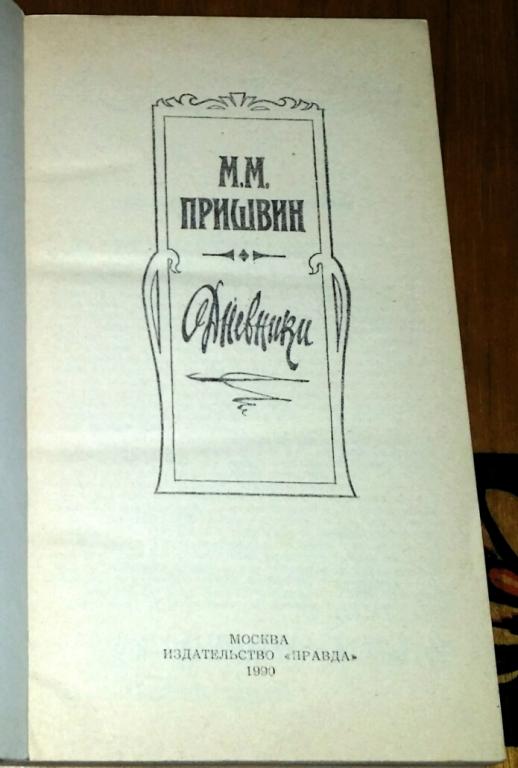 М.М.
ПРИШВИН
Дневники
МОСКВА
ИЗДАТЕЛЬСТВО «ПРАВДА»
1990